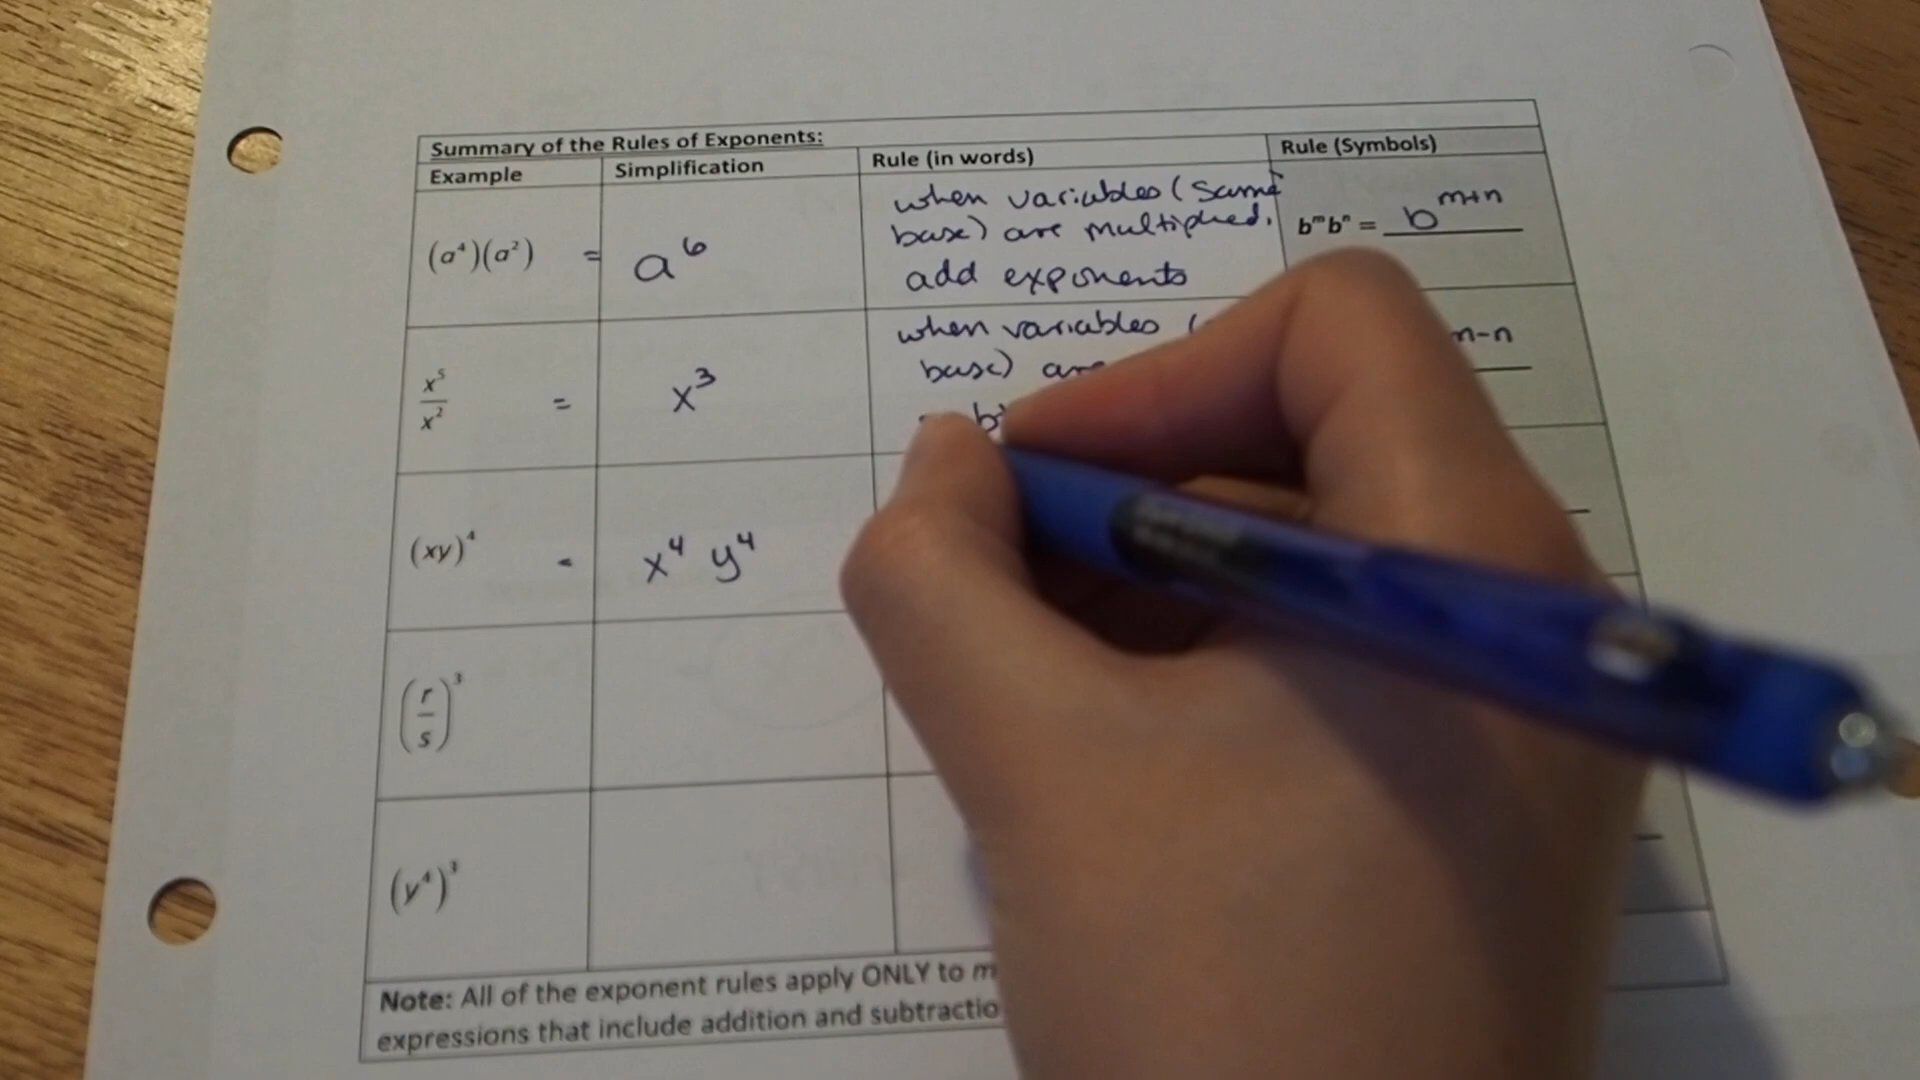 Summary of the Rules of Exponents:
Example Simplification Rule (in words) Rule (Symbols)
(a⁴)(a²) = a⁶
when variables (same
base) are multiplied,
add exponents
bᵐbⁿ = b^{m+n}
x⁵/x² = x³
when variables (
base) are
m-n
(xy)⁴ = x⁴ y⁴
(r/s)³
(y⁴)³
Note: All of the exponent rules apply ONLY to m
expressions that include addition and subtractio